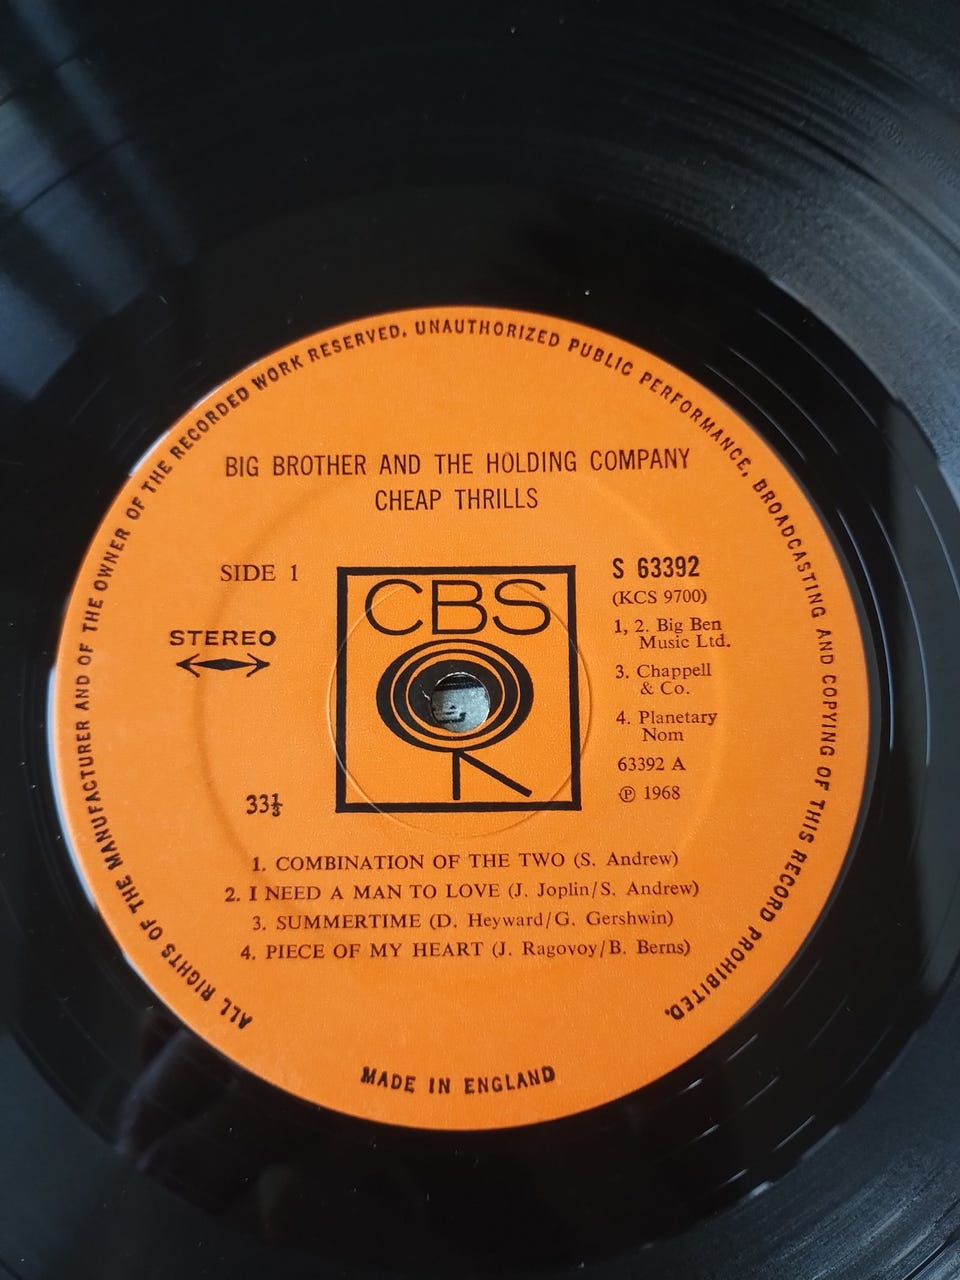 ALL RIGHTS OF THE MANUFACTURER AND OF THE OWNER OF THE RECORDED WORK RESERVED. UNAUTHORIZED PUBLIC PERFORMANCE, BROADCASTING AND COPYING OF THIS RECORD PROHIBITED.
BIG BROTHER AND THE HOLDING COMPANY
CHEAP THRILLS
SIDE 1
STEREO
33⅓
CBS
S 63392
(KCS 9700)
1, 2. Big Ben
Music Ltd.
3. Chappell
& Co.
4. Planetary
Nom
63392 A
℗ 1968
1. COMBINATION OF THE TWO (S. Andrew)
2. I NEED A MAN TO LOVE (J. Joplin/S. Andrew)
3. SUMMERTIME (D. Heyward/G. Gershwin)
4. PIECE OF MY HEART (J. Ragovoy/B. Berns)
MADE IN ENGLAND